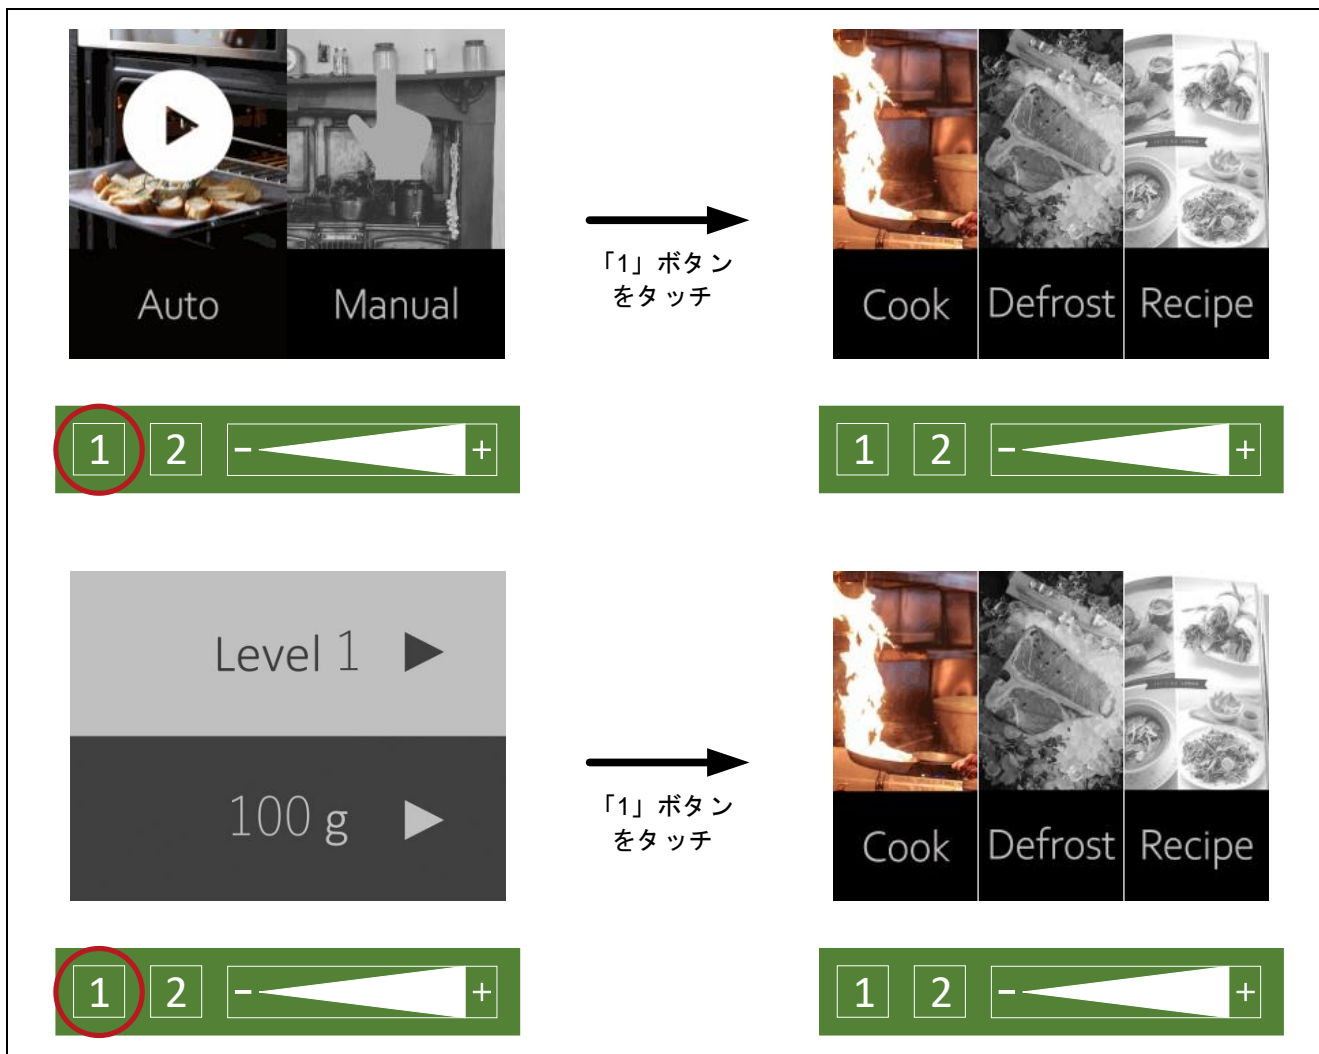 Auto Manual
「1」ボタン
をタッチ
Cook Defrost Recipe
1 2 - +
1 2 - +
Level 1 ▶
100 g ▶
「1」ボタン
をタッチ
Cook Defrost Recipe
1 2 - +
1 2 - +